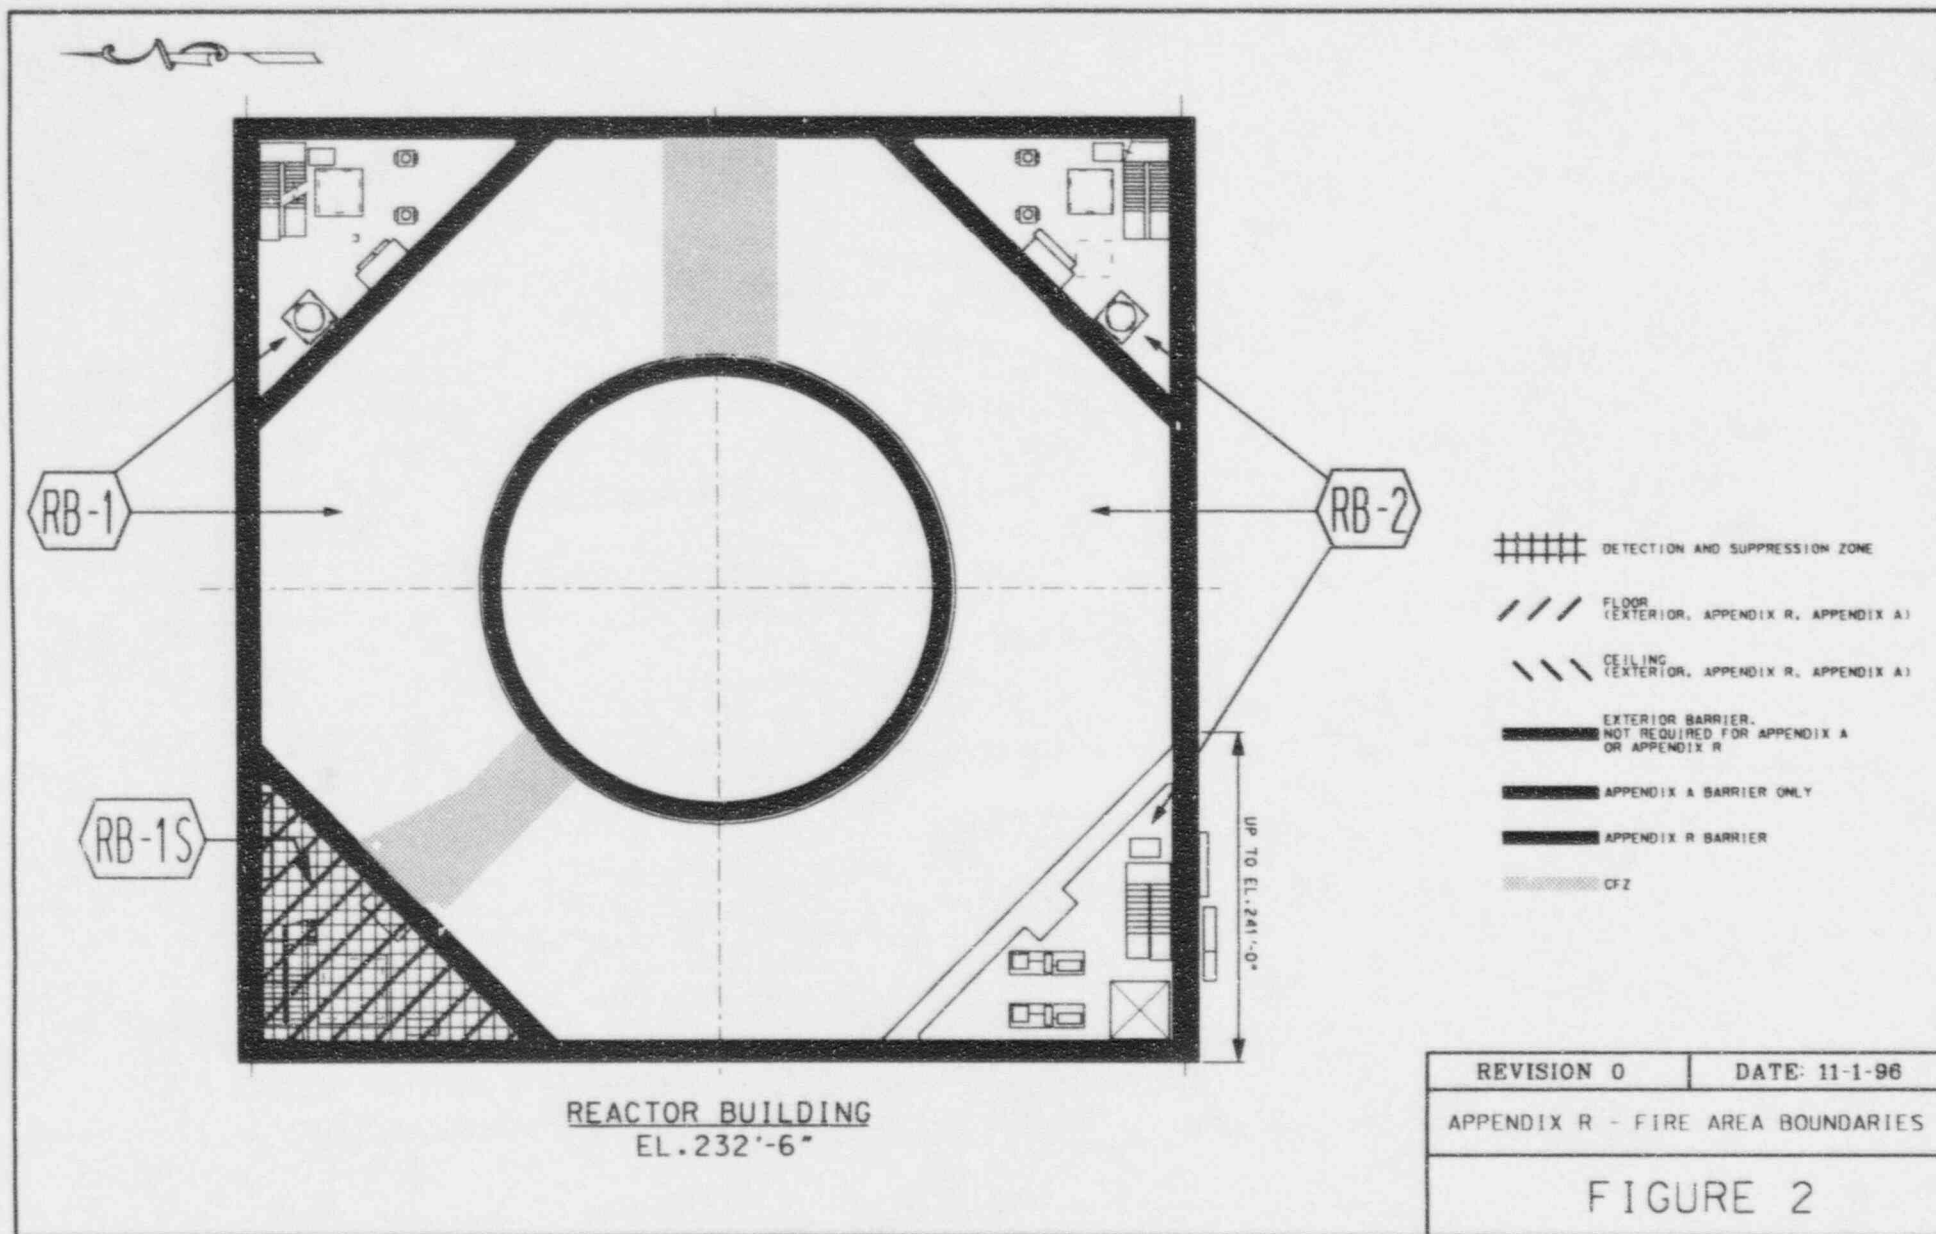 N
RB-1
RB-2
RB-1S
UP TO EL.241'-0"
REACTOR BUILDING
EL.232'-6"
DETECTION AND SUPPRESSION ZONE
FLOOR
(EXTERIOR, APPENDIX R, APPENDIX A)
CEILING
(EXTERIOR, APPENDIX R, APPENDIX A)
EXTERIOR BARRIER.
NOT REQUIRED FOR APPENDIX A
OR APPENDIX R
APPENDIX A BARRIER ONLY
APPENDIX R BARRIER
CFZ
REVISION 0
DATE: 11-1-96
APPENDIX R - FIRE AREA BOUNDARIES
FIGURE 2